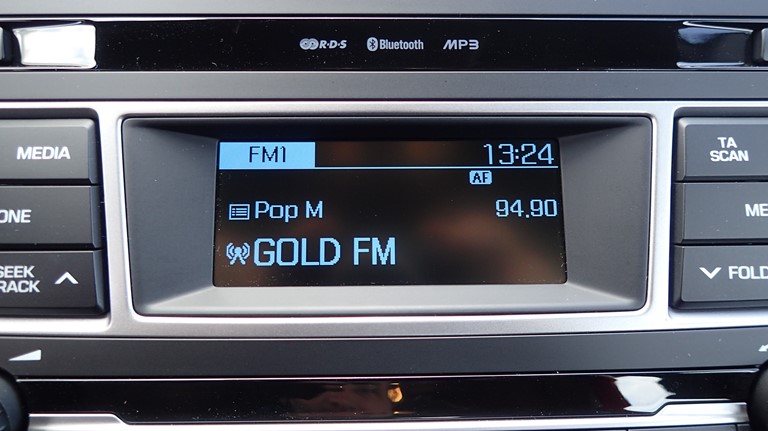 R·D·S Bluetooth MP3
MEDIA
ONE
SEEK
TRACK
FM1 13:24
AF
Pop M 94.90
GOLD FM
TA
SCAN
ME
FOLD